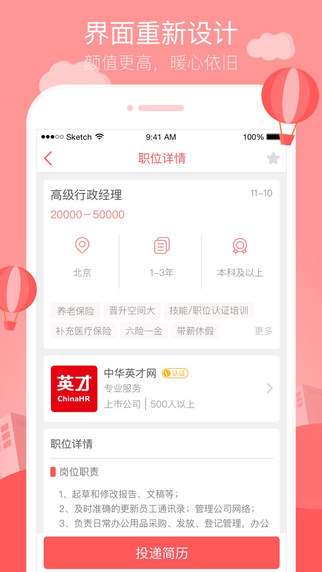 界面重新设计
颜值更高，暖心依旧
Sketch 9:41 AM 100%
职位详情
高级行政经理 11-10
20000-50000
北京 1-3年 本科及以上
养老保险 晋升空间大 技能/职位认证培训
补充医疗保险 六险一金 带薪休假 更多
英才 ChinaHR
中华英才网 认证
专业服务
上市公司 | 500人以上
职位详情
岗位职责
1、起草和修改报告、文稿等；
2、及时准确的更新员工通讯录；管理公司网络；
3、负责日常办公用品采购、发放、登记管理，办公
投递简历